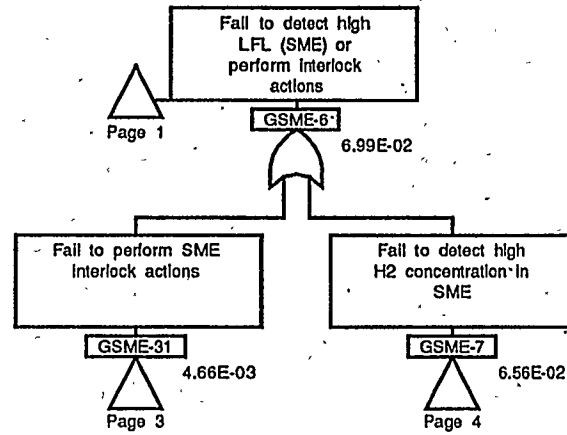 Fail to detect high
LFL (SME) or
perform interlock
actions
Page 1
GSME-6
6.99E-02
Fail to perform SME
interlock actions
GSME-31
4.66E-03
Page 3
Fail to detect high
H2 concentration in
SME
GSME-7
6.56E-02
Page 4